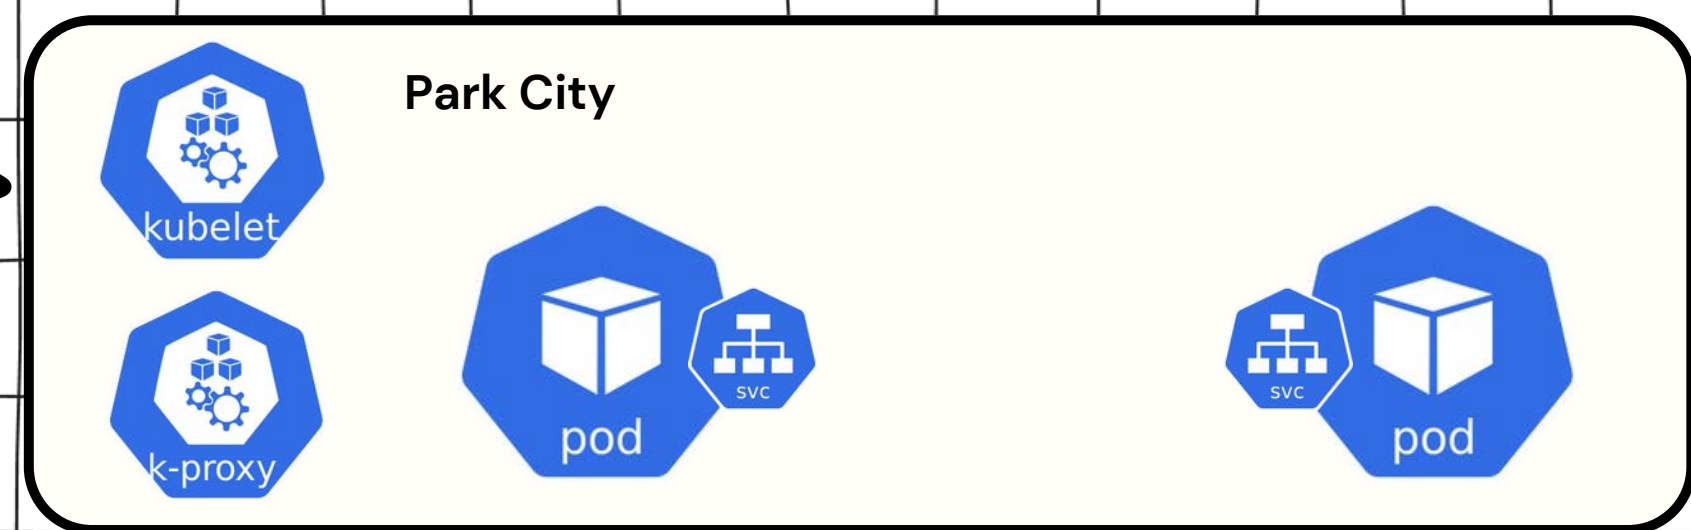 Park City
kubelet
k-proxy
pod
svc
svc
pod